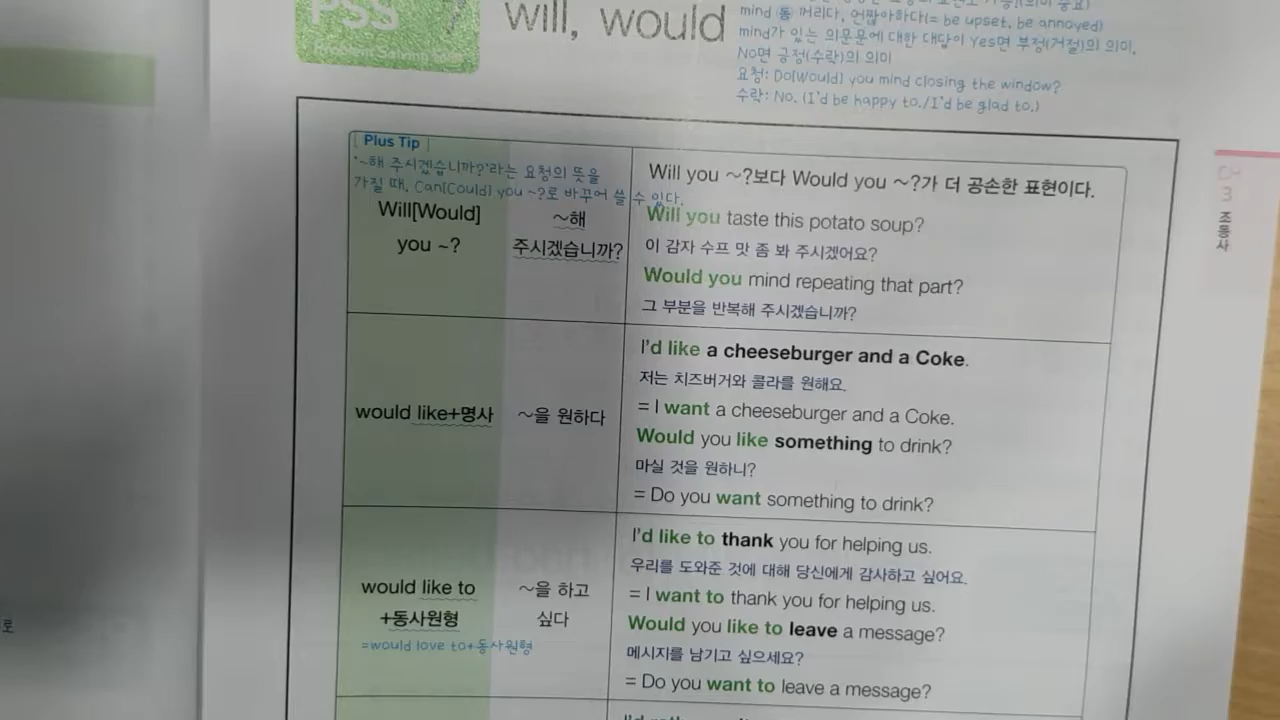 PSS
will, would
mind 동 꺼리다, 언짢아하다(= be upset, be annoyed)
mind가 있는 의문문에 대한 대답이 Yes면 부정(거절)의 의미,
No면 긍정(수락)의 의미
요청: Do[Would] you mind closing the window?
수락: No. (I'd be happy to./I'd be glad to.)
Plus Tip
'~해 주시겠습니까?'라는 요청의 뜻을
가질 때, Can[Could] you ~?로 바꾸어 쓸 수 있다.
Will[Would]
you ~?
~해
주시겠습니까?
Will you ~?보다 Would you ~?가 더 공손한 표현이다.
Will you taste this potato soup?
이 감자 수프 맛 좀 봐 주시겠어요?
Would you mind repeating that part?
그 부분을 반복해 주시겠습니까?
would like+명사
~을 원하다
I'd like a cheeseburger and a Coke.
저는 치즈버거와 콜라를 원해요.
= I want a cheeseburger and a Coke.
Would you like something to drink?
마실 것을 원하니?
= Do you want something to drink?
would like to
+동사원형
=would love to+동사원형
~을 하고
싶다
I'd like to thank you for helping us.
우리를 도와준 것에 대해 당신에게 감사하고 싶어요.
= I want to thank you for helping us.
Would you like to leave a message?
메시지를 남기고 싶으세요?
= Do you want to leave a message?
CH
3
조동사
로